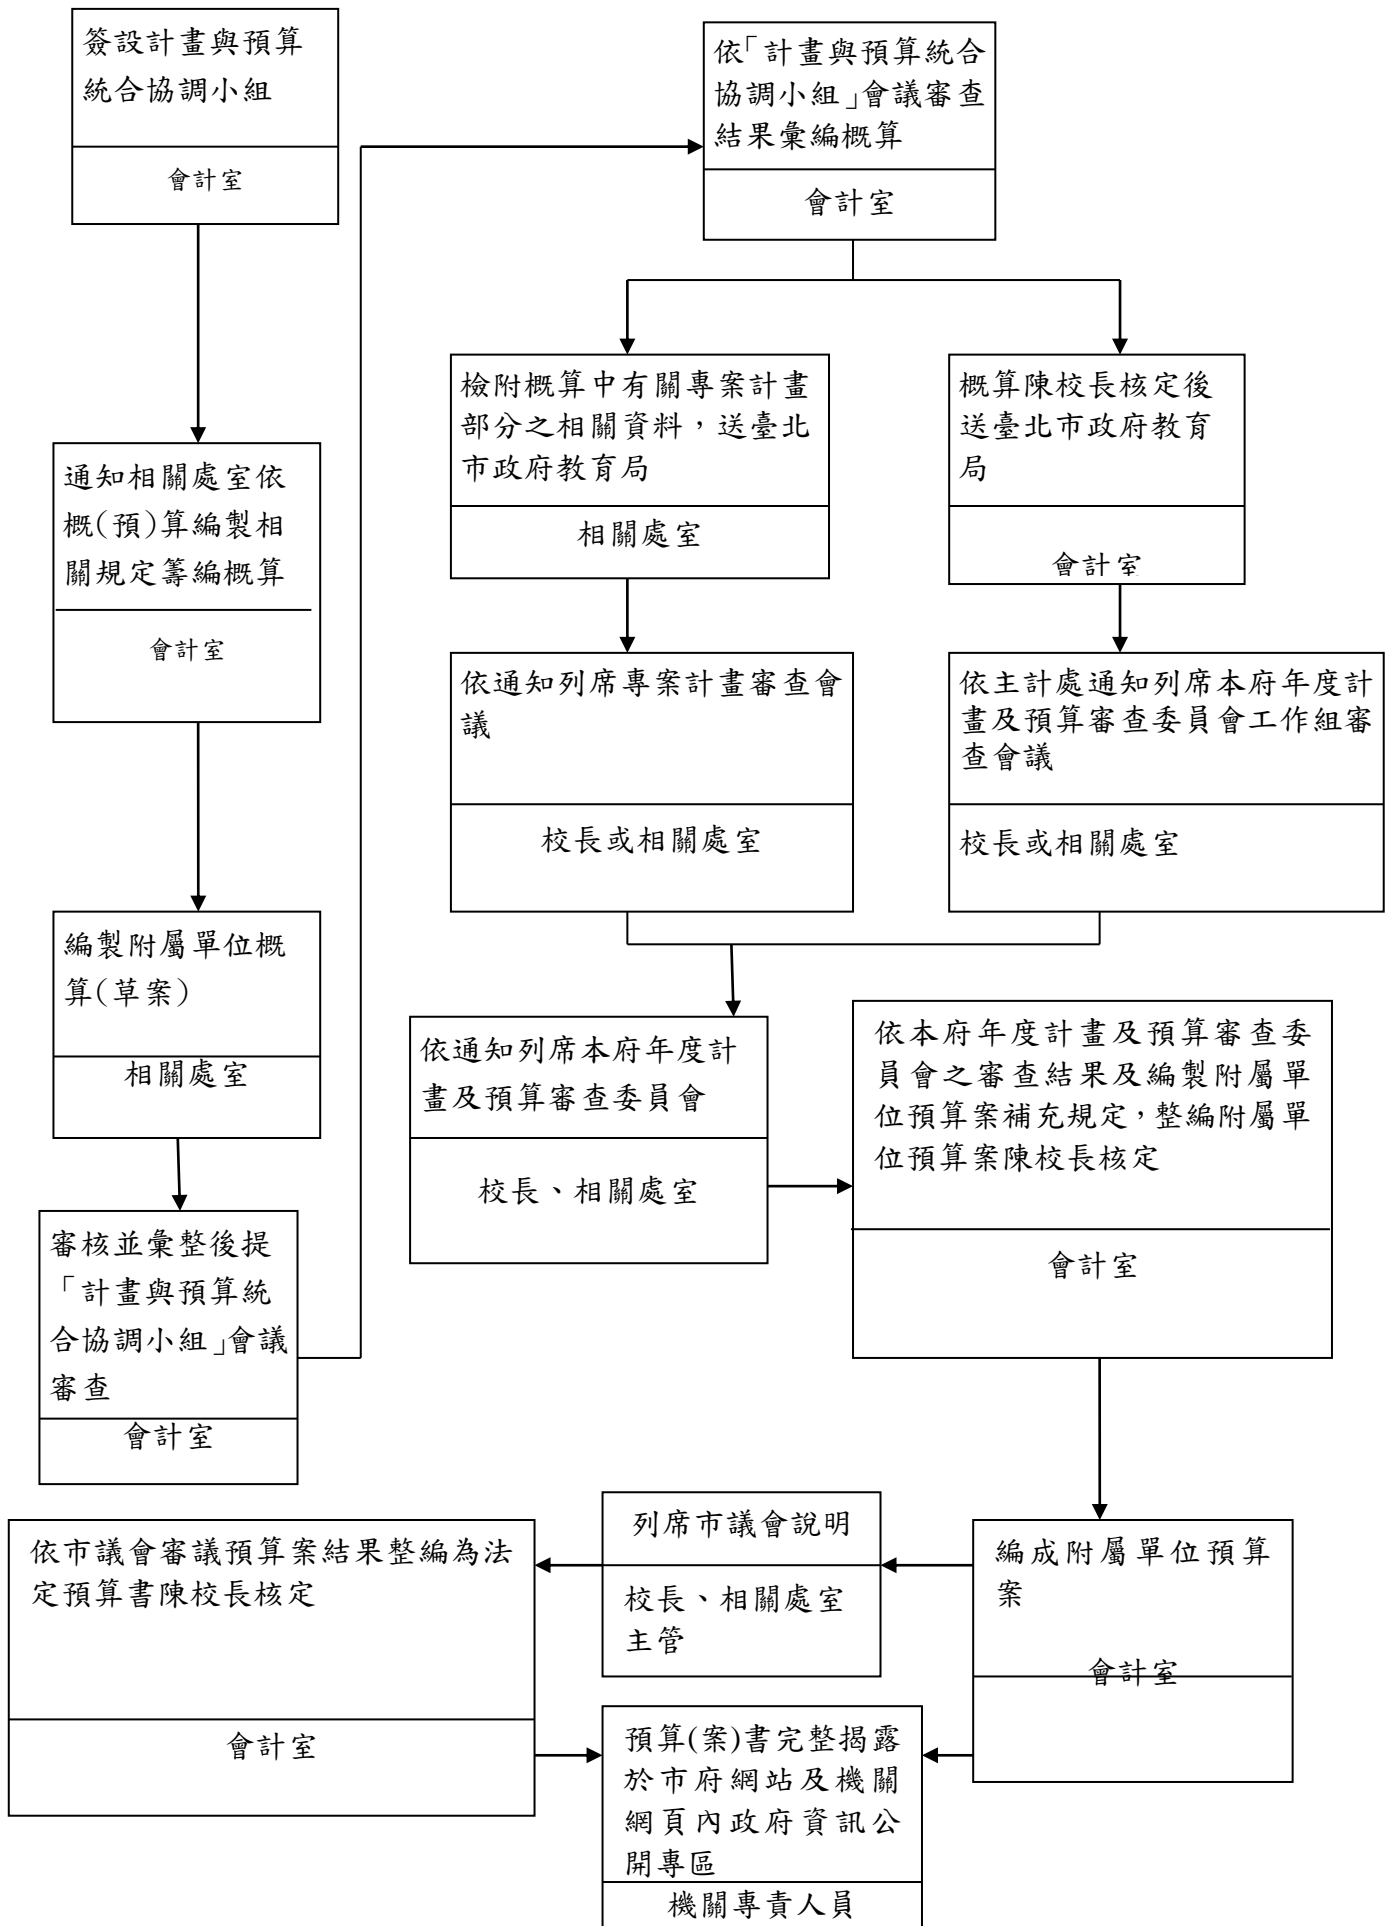 簽設計畫與預算
統合協調小組
會計室
通知相關處室依
概(預)算編製相
關規定籌編概算
會計室
編製附屬單位概
算(草案)
相關處室
審核並彙整後提
「計畫與預算統
合協調小組」會議
審查
會計室
依「計畫與預算統合
協調小組」會議審查
結果彙編概算
會計室
檢附概算中有關專案計畫
部分之相關資料，送臺北
市政府教育局
相關處室
概算陳校長核定後
送臺北市政府教育
局
會計室
依通知列席專案計畫審查會
議
校長或相關處室
依主計處通知列席本府年度計
畫及預算審查委員會工作組審
查會議
校長或相關處室
依通知列席本府年度計
畫及預算審查委員會
校長、相關處室
依本府年度計畫及預算審查委
員會之審查結果及編製附屬單
位預算案補充規定，整編附屬單
位預算案陳校長核定
會計室
編成附屬單位預算
案
會計室
列席市議會說明
校長、相關處室
主管
依市議會審議預算案結果整編為法
定預算書陳校長核定
會計室
預算(案)書完整揭露
於市府網站及機關
網頁內政府資訊公
開專區
機關專責人員